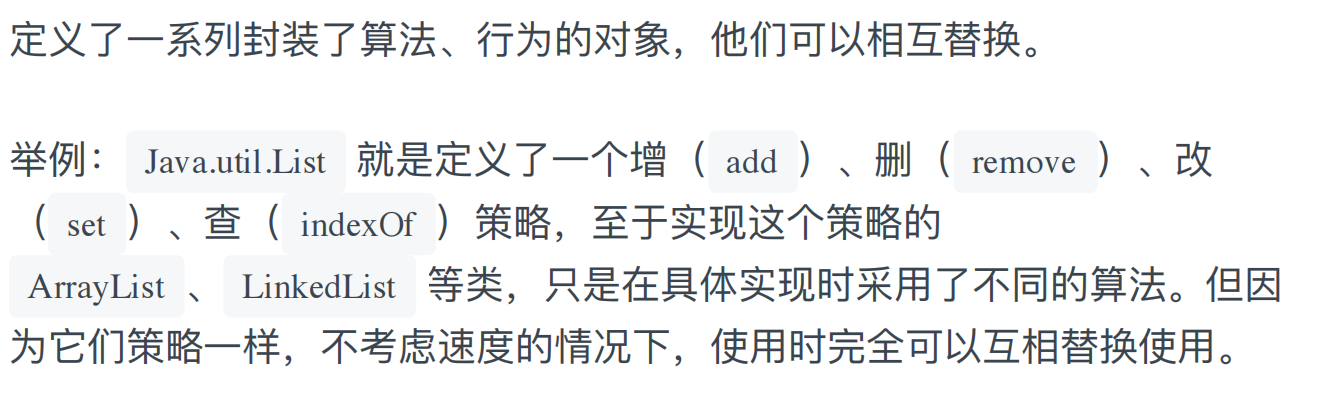 定义了一系列封装了算法、行为的对象，他们可以相互替换。
举例： Java.util.List 就是定义了一个增（ add ）、删（ remove ）、改
（ set ）、查（ indexOf ）策略，至于实现这个策略的
ArrayList 、 LinkedList 等类，只是在具体实现时采用了不同的算法。但因
为它们策略一样，不考虑速度的情况下，使用时完全可以互相替换使用。